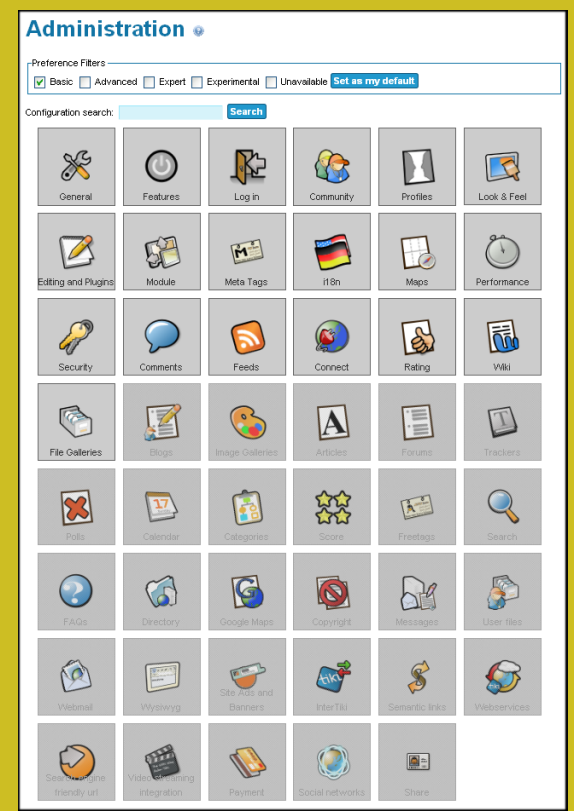 Administration
Preference Filters
Basic Advanced Expert Experimental Unavailable Set as my default
Configuration search: Search
General Features Log in Community Profiles Look & Feel
Editing and Plugins Module Meta Tags i18n Maps Performance
Security Comments Feeds Connect Rating Wiki
File Galleries Blogs Image Galleries Articles Forums Trackers
17
Polls Calendar Categories Score Freetags Search
FAQs Directory Google Maps Copyright Messages User files
tiki
Webmail Wysiwyg Site Ads and Banners InterTiki Semantic links Webservices
Search engine friendly url Video streaming integration Payment Social networks Share